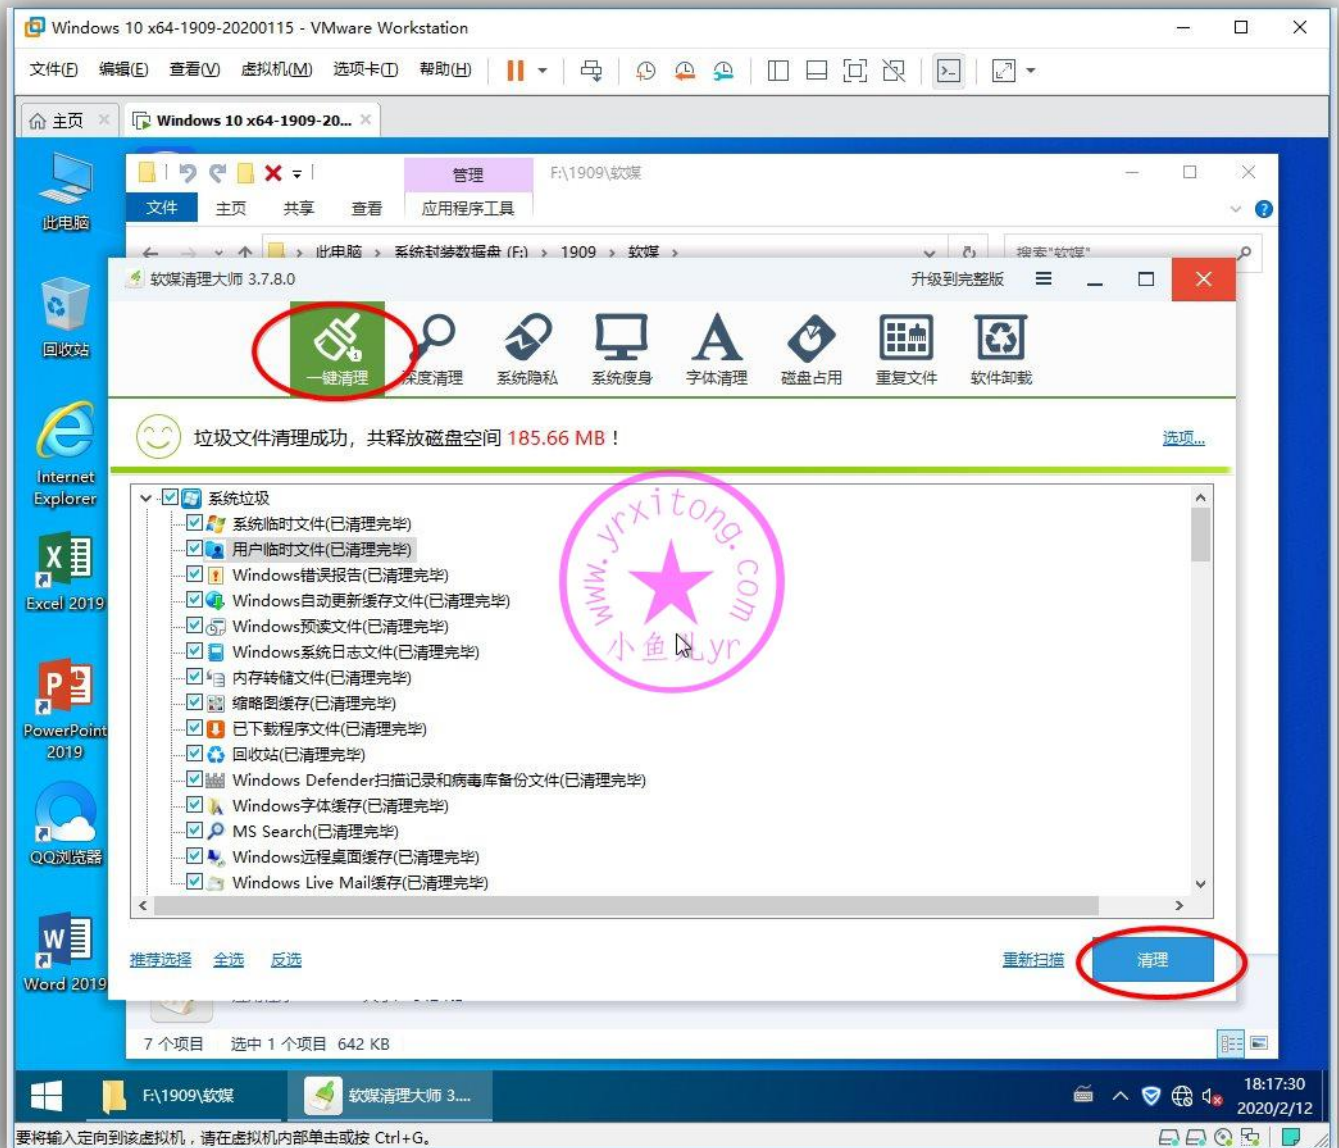 Windows 10 x64-1909-20200115 - VMware Workstation
文件(F) 编辑(E) 查看(V) 虚拟机(M) 选项卡(T) 帮助(H)
主页 Windows 10 x64-1909-20...
管理 F:\1909\软媒
文件 主页 共享 查看 应用程序工具
此电脑 系统封装数据盘 (F:) 1909 软媒 搜索"软媒"
软媒清理大师 3.7.8.0 升级到完整版
一键清理 深度清理 系统隐私 系统瘦身 字体清理 磁盘占用 重复文件 软件卸载
垃圾文件清理成功，共释放磁盘空间 185.66 MB！ 选项...
系统垃圾
系统临时文件(已清理完毕)
用户临时文件(已清理完毕)
Windows错误报告(已清理完毕)
Windows自动更新缓存文件(已清理完毕)
Windows预读文件(已清理完毕)
Windows系统日志文件(已清理完毕)
内存转储文件(已清理完毕)
缩略图缓存(已清理完毕)
已下载程序文件(已清理完毕)
回收站(已清理完毕)
Windows Defender扫描记录和病毒库备份文件(已清理完毕)
Windows字体缓存(已清理完毕)
MS Search(已清理完毕)
Windows远程桌面缓存(已清理完毕)
Windows Live Mail缓存(已清理完毕)
www.yrxitong.com
小鱼儿yr
推荐选择 全选 反选 重新扫描 清理
7 个项目 选中 1 个项目 642 KB
此电脑
回收站
Internet
Explorer
Excel 2019
PowerPoint
2019
QQ浏览器
Word 2019
F:\1909\软媒 软媒清理大师 3.... 18:17:30
2020/2/12
要将输入定向到该虚拟机，请在虚拟机内部单击或按 Ctrl+G。